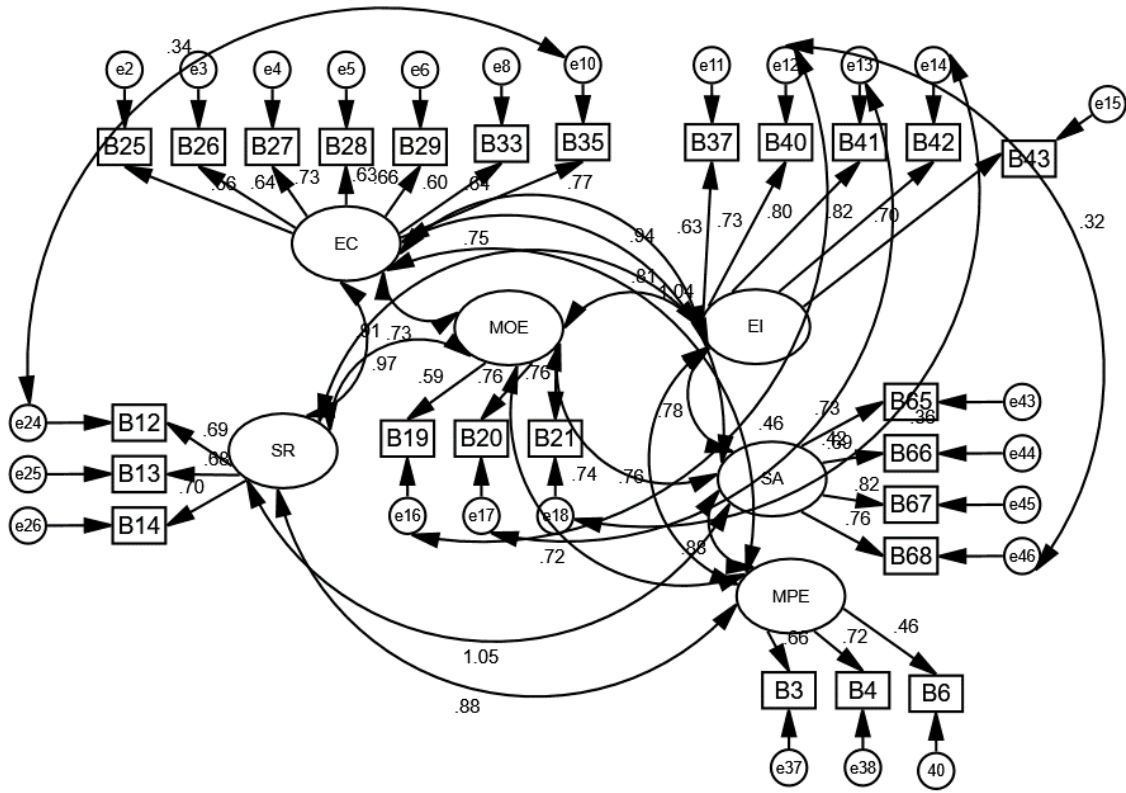 .34
e2 e3 e4 e5 e6 e8 e10 e11 e12 e13 e14
e15
B25 B26 B27 B28 B29 B33 B35 B37 B40 B41 B42
B43
.66 .64 .73 .63 .66 .60 .64 .77
.63 .73 .80 .82 .70 .32
EC .75 .94
.81 1.04
MOE EI
.91 .73
.97 .59 .76 .76
e24 B12 .69
SR B19 B20 B21 .78 .46 .73 B65 .36 e43
e25 B13 .68 .42 .69 B66 e44
.70 .74 .76 SA
e26 B14 e16 e17 e18 .82 B67 e45
.76
.72 .88 B68 e46
MPE
1.05 .66 .72 .46
.88 B3 B4 B6
e37 e38 40